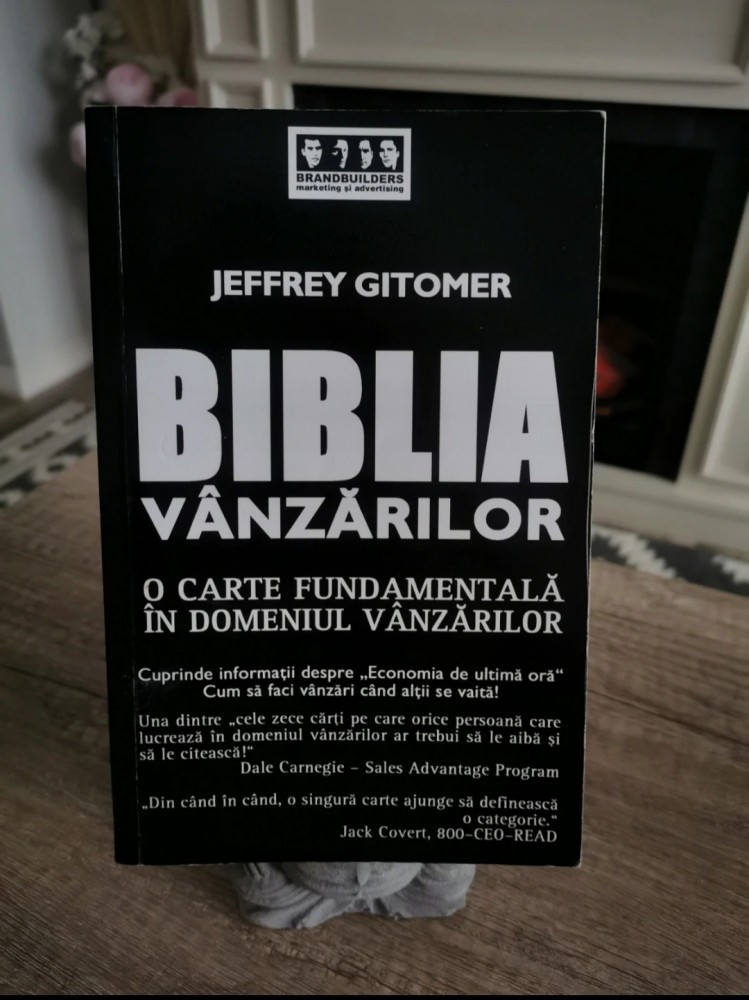 BRANDBUILDERS
marketing și advertising
JEFFREY GITOMER
BIBLIA
VÂNZĂRILOR
O CARTE FUNDAMENTALĂ
ÎN DOMENIUL VÂNZĂRILOR
Cuprinde informații despre „Economia de ultimă oră“
Cum să faci vânzări când alții se vaită!
Una dintre „cele zece cărți pe care orice persoană care
lucrează în domeniul vânzărilor ar trebui să le aibă și
să le citească!“
Dale Carnegie – Sales Advantage Program
„Din când în când, o singură carte ajunge să definească
o categorie.“
Jack Covert, 800–CEO–READ